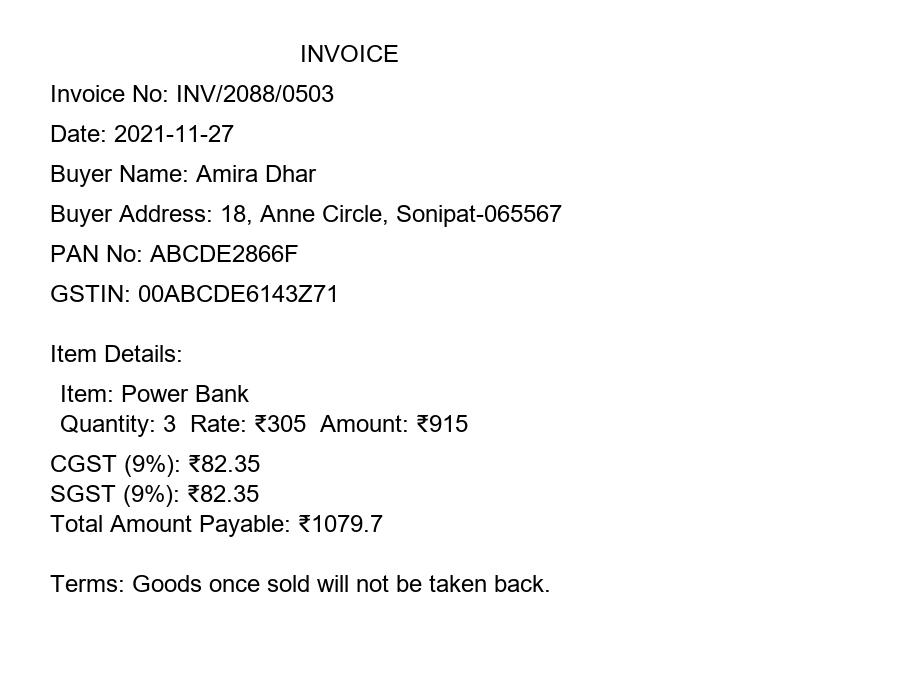 INVOICE
Invoice No: INV/2088/0503
Date: 2021-11-27
Buyer Name: Amira Dhar
Buyer Address: 18, Anne Circle, Sonipat-065567
PAN No: ABCDE2866F
GSTIN: 00ABCDE6143Z71
Item Details:
Item: Power Bank
Quantity: 3  Rate: ₹305  Amount: ₹915
CGST (9%): ₹82.35
SGST (9%): ₹82.35
Total Amount Payable: ₹1079.7
Terms: Goods once sold will not be taken back.